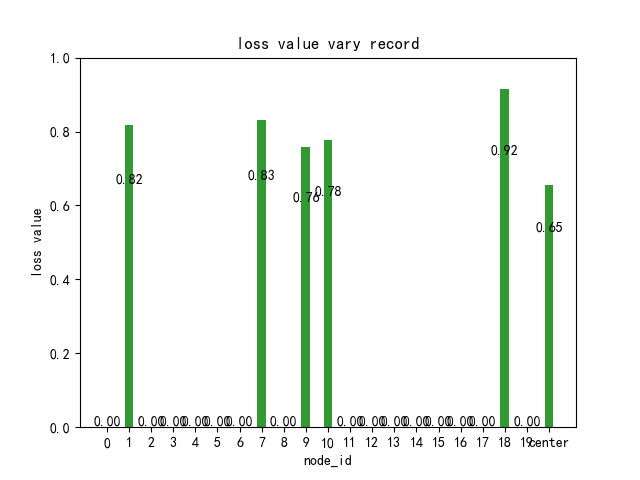 loss value vary record
loss value
1.0
0.8
0.6
0.4
0.2
0.0
0.00 0.82 0.00 0.00 0.00 0.00 0.00 0.83 0.00 0.76 0.78 0.00 0.00 0.00 0.00 0.00 0.00 0.00 0.92 0.00 0.65
0 1 2 3 4 5 6 7 8 9 10 11 12 13 14 15 16 17 18 19 center
node_id